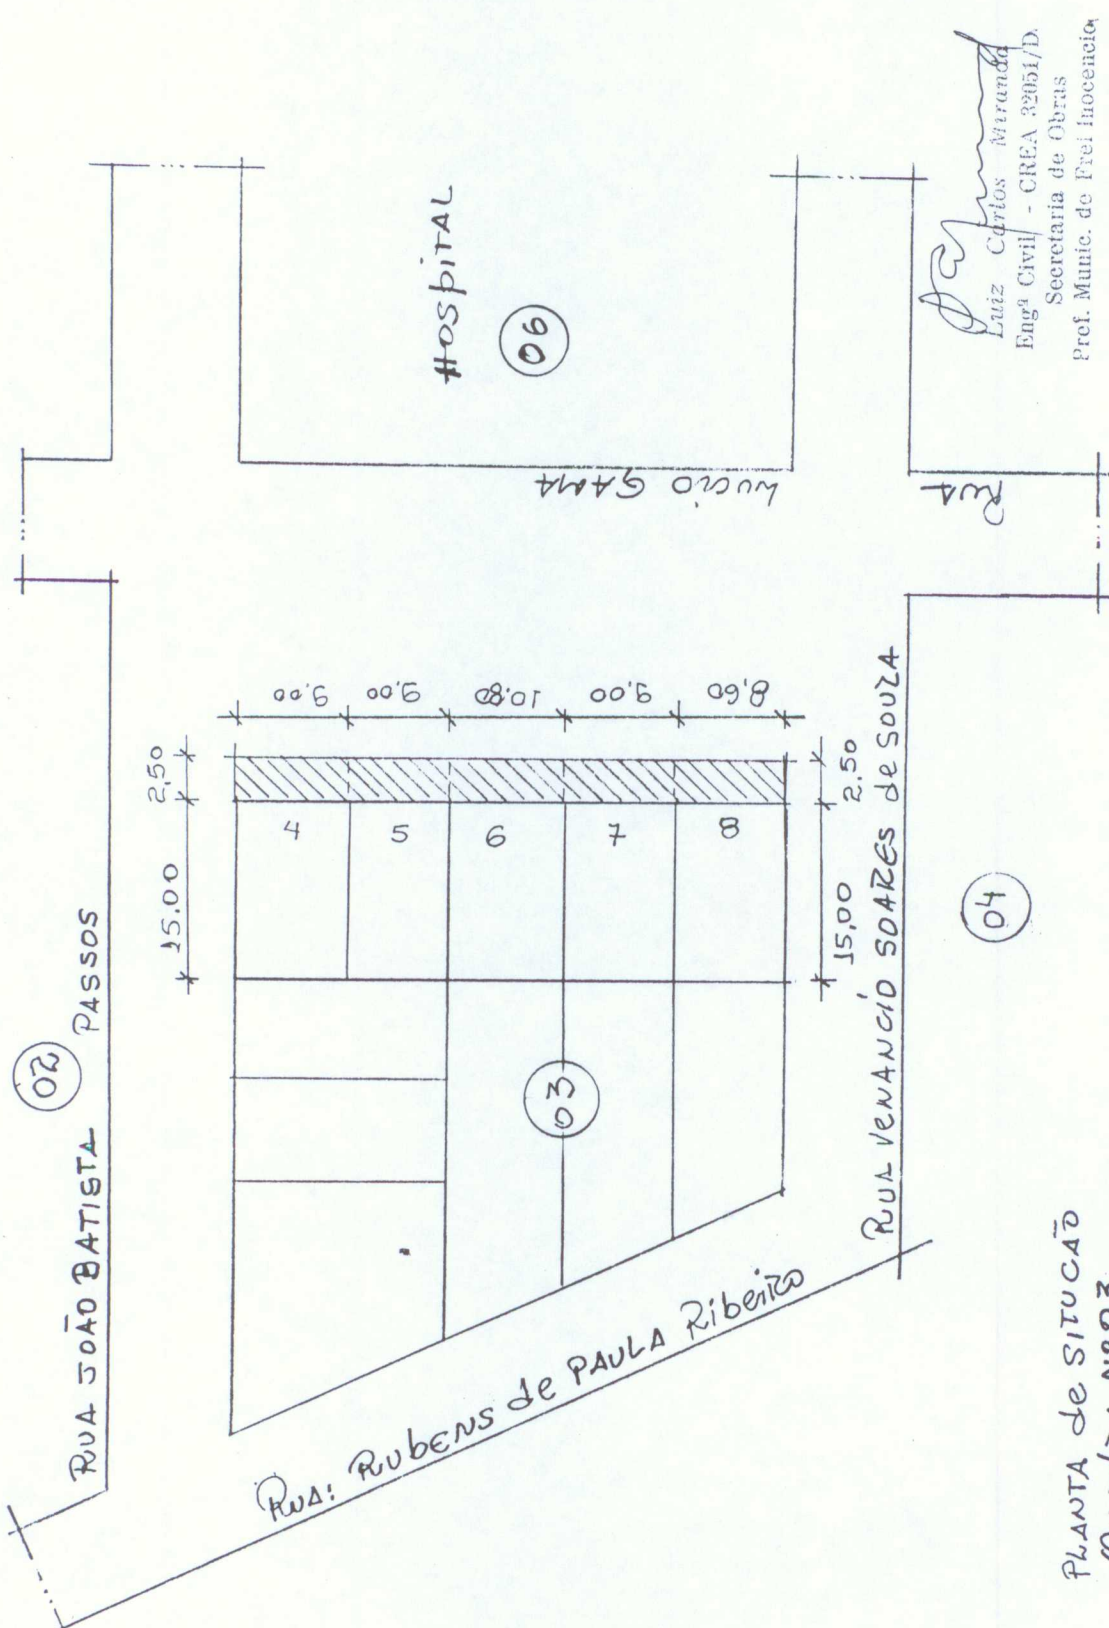 02
RUA JOÃO BATISTA PASSOS
HOSPITAL
06
RUA LUCIO GAMA
15,00
2,50
9,00
9,00
10,80
9,00
8,60
4
5
6
7
8
03
15,00
2,50
RUA VENANCIO SOARES de SOUZA
04
RUA: RUbENS de PAULA Ribeiro
PLANTA de SITUCAÕ
Nº03
Luiz Carlos Miranda
Engª Civil - CREA 32051/D.
Secretaria de Obras
Pref. Munic. de Frei Inocencio